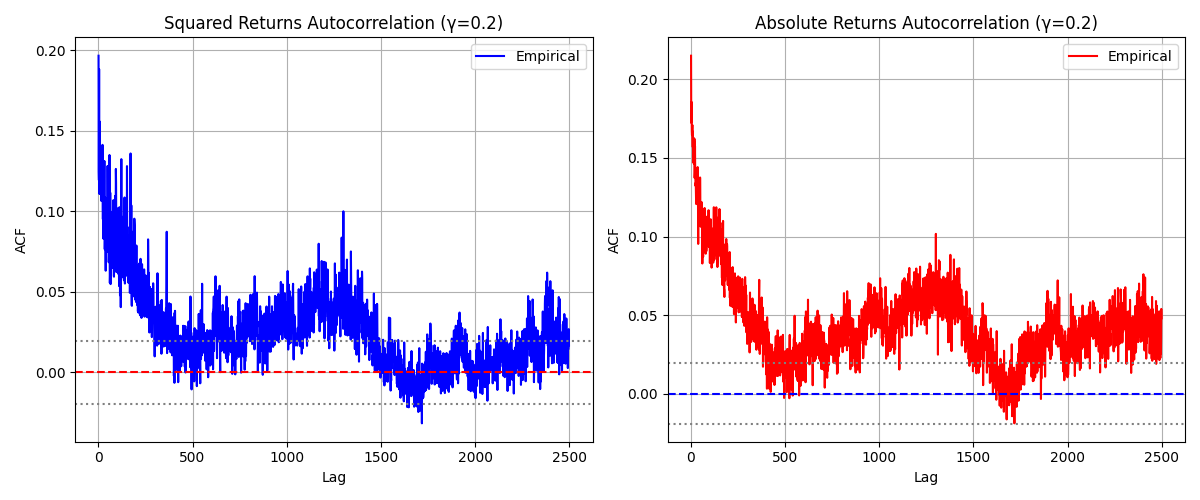 Squared Returns Autocorrelation (γ=0.2)
Empirical
0.20
0.15
0.10
0.05
0.00
ACF
0
500
1000
1500
2000
2500
Lag
Absolute Returns Autocorrelation (γ=0.2)
Empirical
0.20
0.15
0.10
0.05
0.00
ACF
0
500
1000
1500
2000
2500
Lag